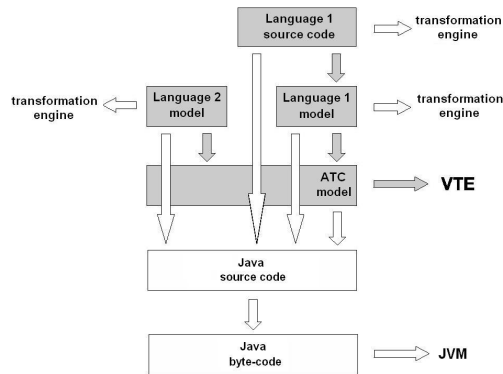 Language 1
source code
transformation
engine
transformation
engine
Language 2
model
Language 1
model
transformation
engine
ATC
model
VTE
Java
source code
Java
byte-code
JVM